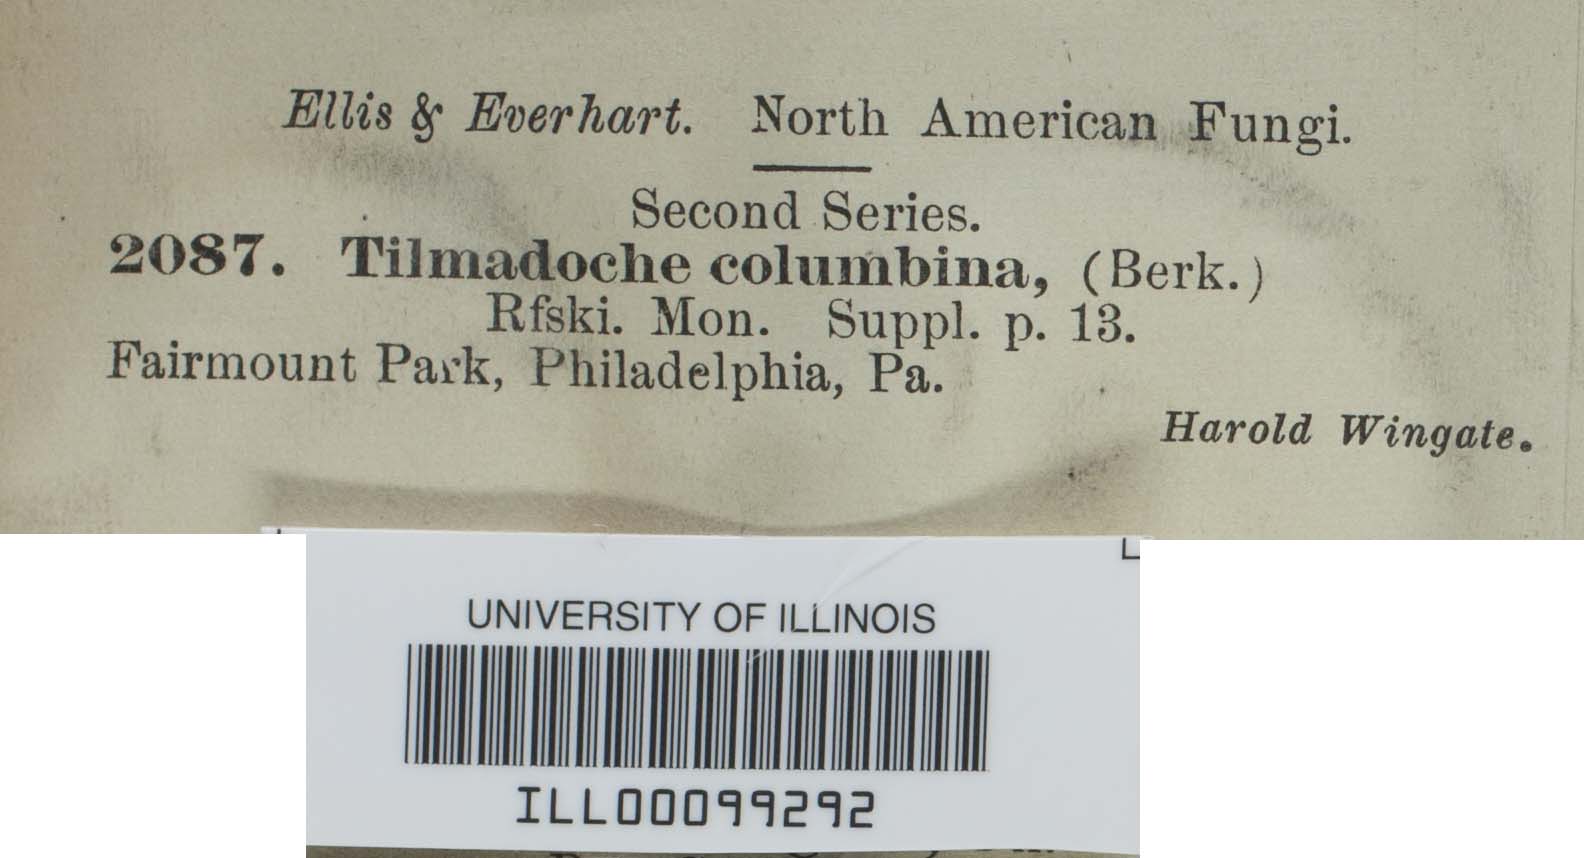 Ellis & Everhart. North American Fungi.
Second Series.
2087. Tilmadoche columbina, (Berk.)
Rfski. Mon. Suppl. p. 13.
Fairmount Park, Philadelphia, Pa.
Harold Wingate.
UNIVERSITY OF ILLINOIS
ILL00099292